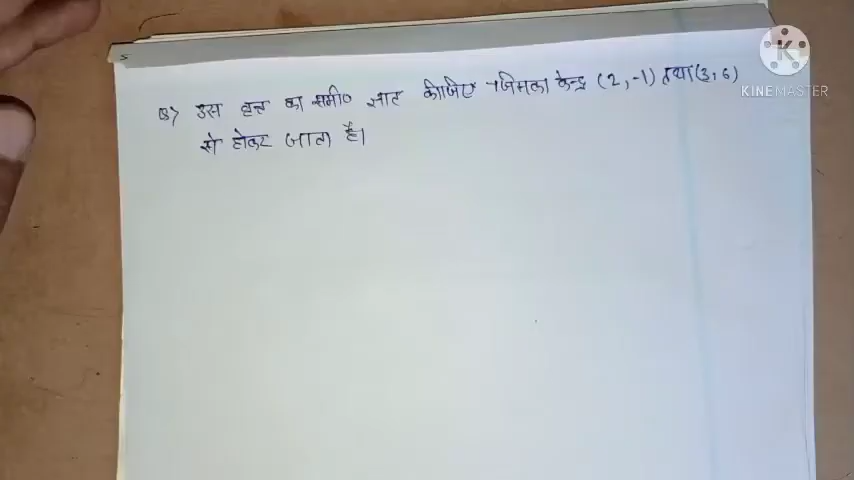 Q> उस वृत्त का समी० ज्ञात कीजिए जिसका केन्द्र (2,-1) तथा (3,6)
से होकर जाता है।
KINEMASTER